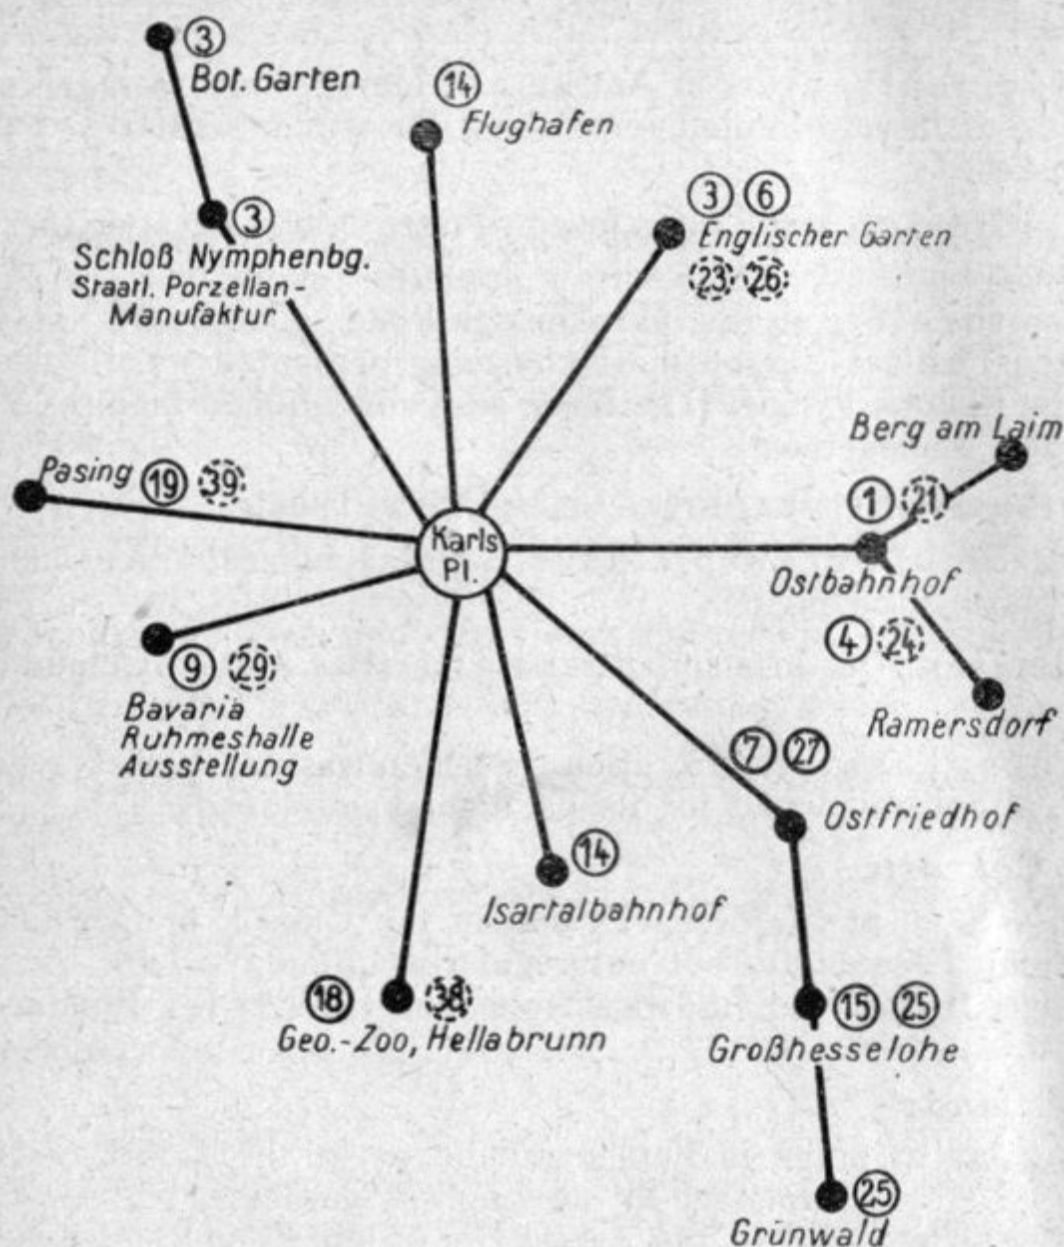 3
Bot. Garten
14
Flughafen
3 6
Englischer Garten
23 26
3
Schloß Nymphenbg.
Staatl. Porzellan-
Manufaktur
Berg am Laim
Pasing 19 39
1 21
Karls
Pl.
Ostbahnhof
4 24
9 29
Bavaria
Ruhmeshalle
Ausstellung
Ramersdorf
7 27
Ostfriedhof
14
Isartalbahnhof
18 38
Geo.-Zoo, Hellabrunn
15 25
Großhesselohe
25
Grünwald